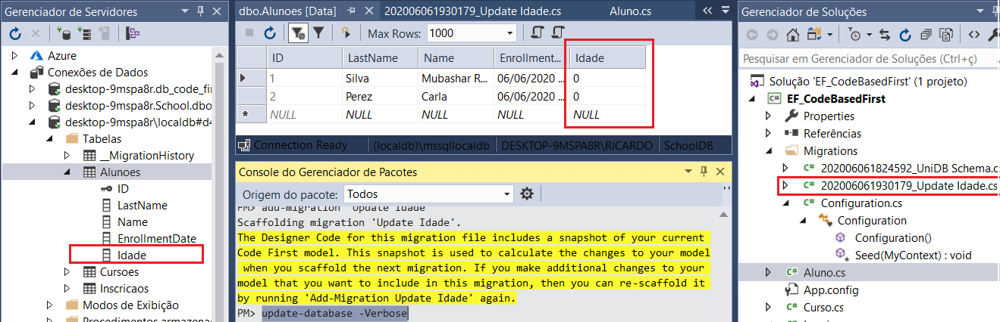 Gerenciador de Servidores
Azure
Conexões de Dados
desktop-9mspa8r.db_code_fi
desktop-9mspa8r.School.dbo
desktop-9mspa8r\localdb#d4
Tabelas
__MigrationHistory
Alunoes
ID
LastName
Name
EnrollmentDate
Idade
Cursoes
Inscricaos
Modos de Exibição
Procedimentos armazena
dbo.Alunoes [Data]
202006061930179_Update Idade.cs
Aluno.cs
Max Rows: 1000
ID LastName Name Enrollment... Idade
1 Silva Mubashar R... 06/06/2020 ... 0
2 Perez Carla 06/06/2020 ... 0
NULL NULL NULL NULL NULL
Connection Ready (localdb)\mssqllocaldb DESKTOP-9MSPA8R\RICARDO SchoolDB
Console do Gerenciador de Pacotes
Origem do pacote: Todos
PM> add-migration "Update Idade"
Scaffolding migration 'Update Idade'.
The Designer Code for this migration file includes a snapshot of your current
Code First model. This snapshot is used to calculate the changes to your model
when you scaffold the next migration. If you make additional changes to your
model that you want to include in this migration, then you can re-scaffold it
by running 'Add-Migration Update Idade' again.
PM> update-database -Verbose
Gerenciador de Soluções
Pesquisar em Gerenciador de Soluções (Ctrl+ç)
Solução 'EF_CodeBasedFirst' (1 projeto)
EF_CodeBasedFirst
Properties
Referências
Migrations
202006061824592_UniDB Schema.c
202006061930179_Update Idade.cs
Configuration.cs
Configuration
Configuration()
Seed(MyContext) : void
Aluno.cs
App.config
Curso.cs